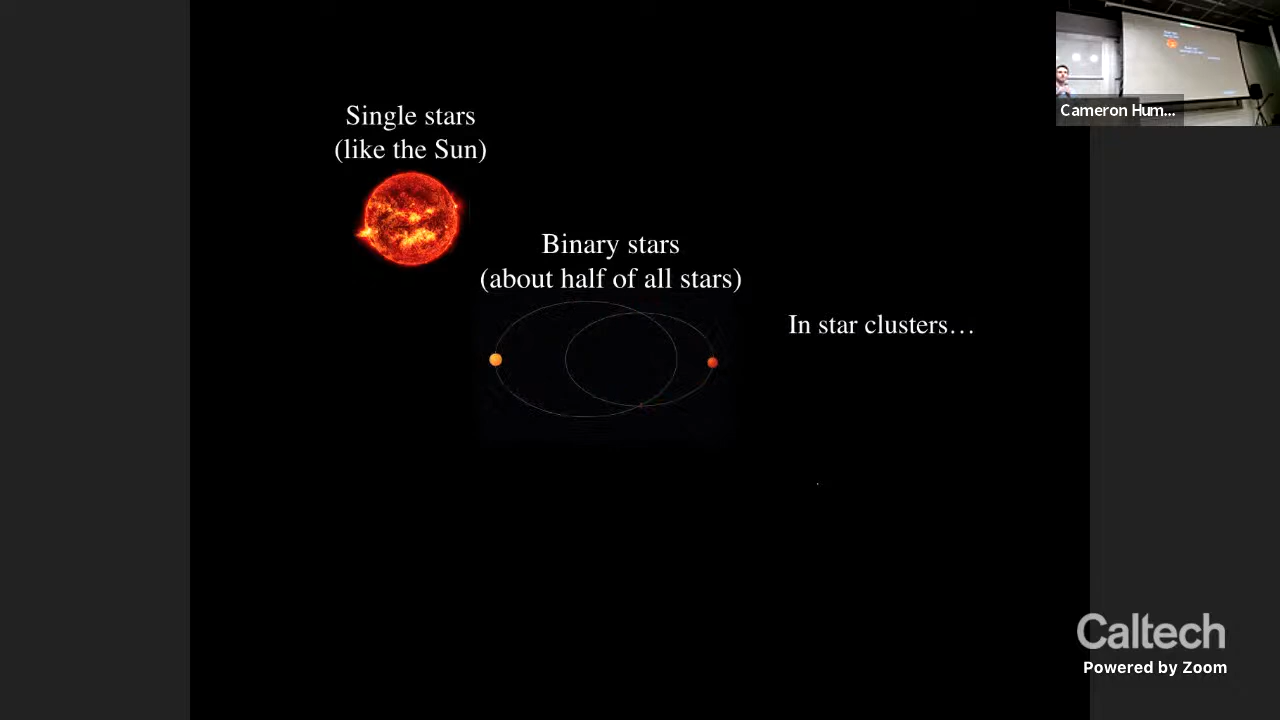 Single stars
(like the Sun)
Binary stars
(about half of all stars)
In star clusters…
Cameron Hum...
Caltech
Powered by Zoom